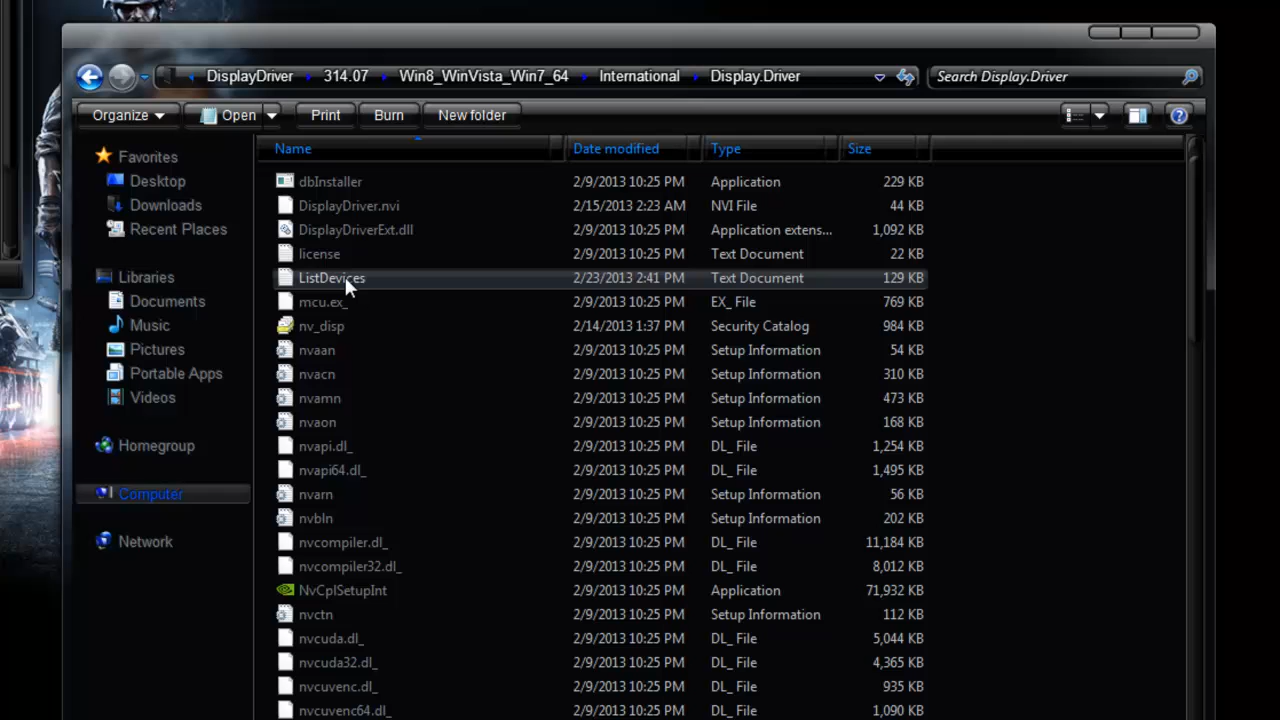 DisplayDriver 314.07 Win8_WinVista_Win7_64 International Display.Driver Search Display.Driver
Organize Open Print Burn New folder
Name Date modified Type Size
Favorites
Desktop
Downloads
Recent Places
Libraries
Documents
Music
Pictures
Portable Apps
Videos
Homegroup
Computer
Network
dbInstaller 2/9/2013 10:25 PM Application 229 KB
DisplayDriver.nvi 2/15/2013 2:23 AM NVI File 44 KB
DisplayDriverExt.dll 2/9/2013 10:25 PM Application extens... 1,092 KB
license 2/9/2013 10:25 PM Text Document 22 KB
ListDevices 2/23/2013 2:41 PM Text Document 129 KB
mcu.ex_ 2/9/2013 10:25 PM EX_ File 769 KB
nv_disp 2/14/2013 1:37 PM Security Catalog 984 KB
nvaan 2/9/2013 10:25 PM Setup Information 54 KB
nvacn 2/9/2013 10:25 PM Setup Information 310 KB
nvamn 2/9/2013 10:25 PM Setup Information 473 KB
nvaon 2/9/2013 10:25 PM Setup Information 168 KB
nvapi.dl_ 2/9/2013 10:25 PM DL_ File 1,254 KB
nvapi64.dl_ 2/9/2013 10:25 PM DL_ File 1,495 KB
nvarn 2/9/2013 10:25 PM Setup Information 56 KB
nvbln 2/9/2013 10:25 PM Setup Information 202 KB
nvcompiler.dl_ 2/9/2013 10:25 PM DL_ File 11,184 KB
nvcompiler32.dl_ 2/9/2013 10:25 PM DL_ File 8,012 KB
NvCplSetupInt 2/9/2013 10:25 PM Application 71,932 KB
nvctn 2/9/2013 10:25 PM Setup Information 112 KB
nvcuda.dl_ 2/9/2013 10:25 PM DL_ File 5,044 KB
nvcuda32.dl_ 2/9/2013 10:25 PM DL_ File 4,365 KB
nvcuvenc.dl_ 2/9/2013 10:25 PM DL_ File 935 KB
nvcuvenc64.dl_ 2/9/2013 10:25 PM DL_ File 1,090 KB